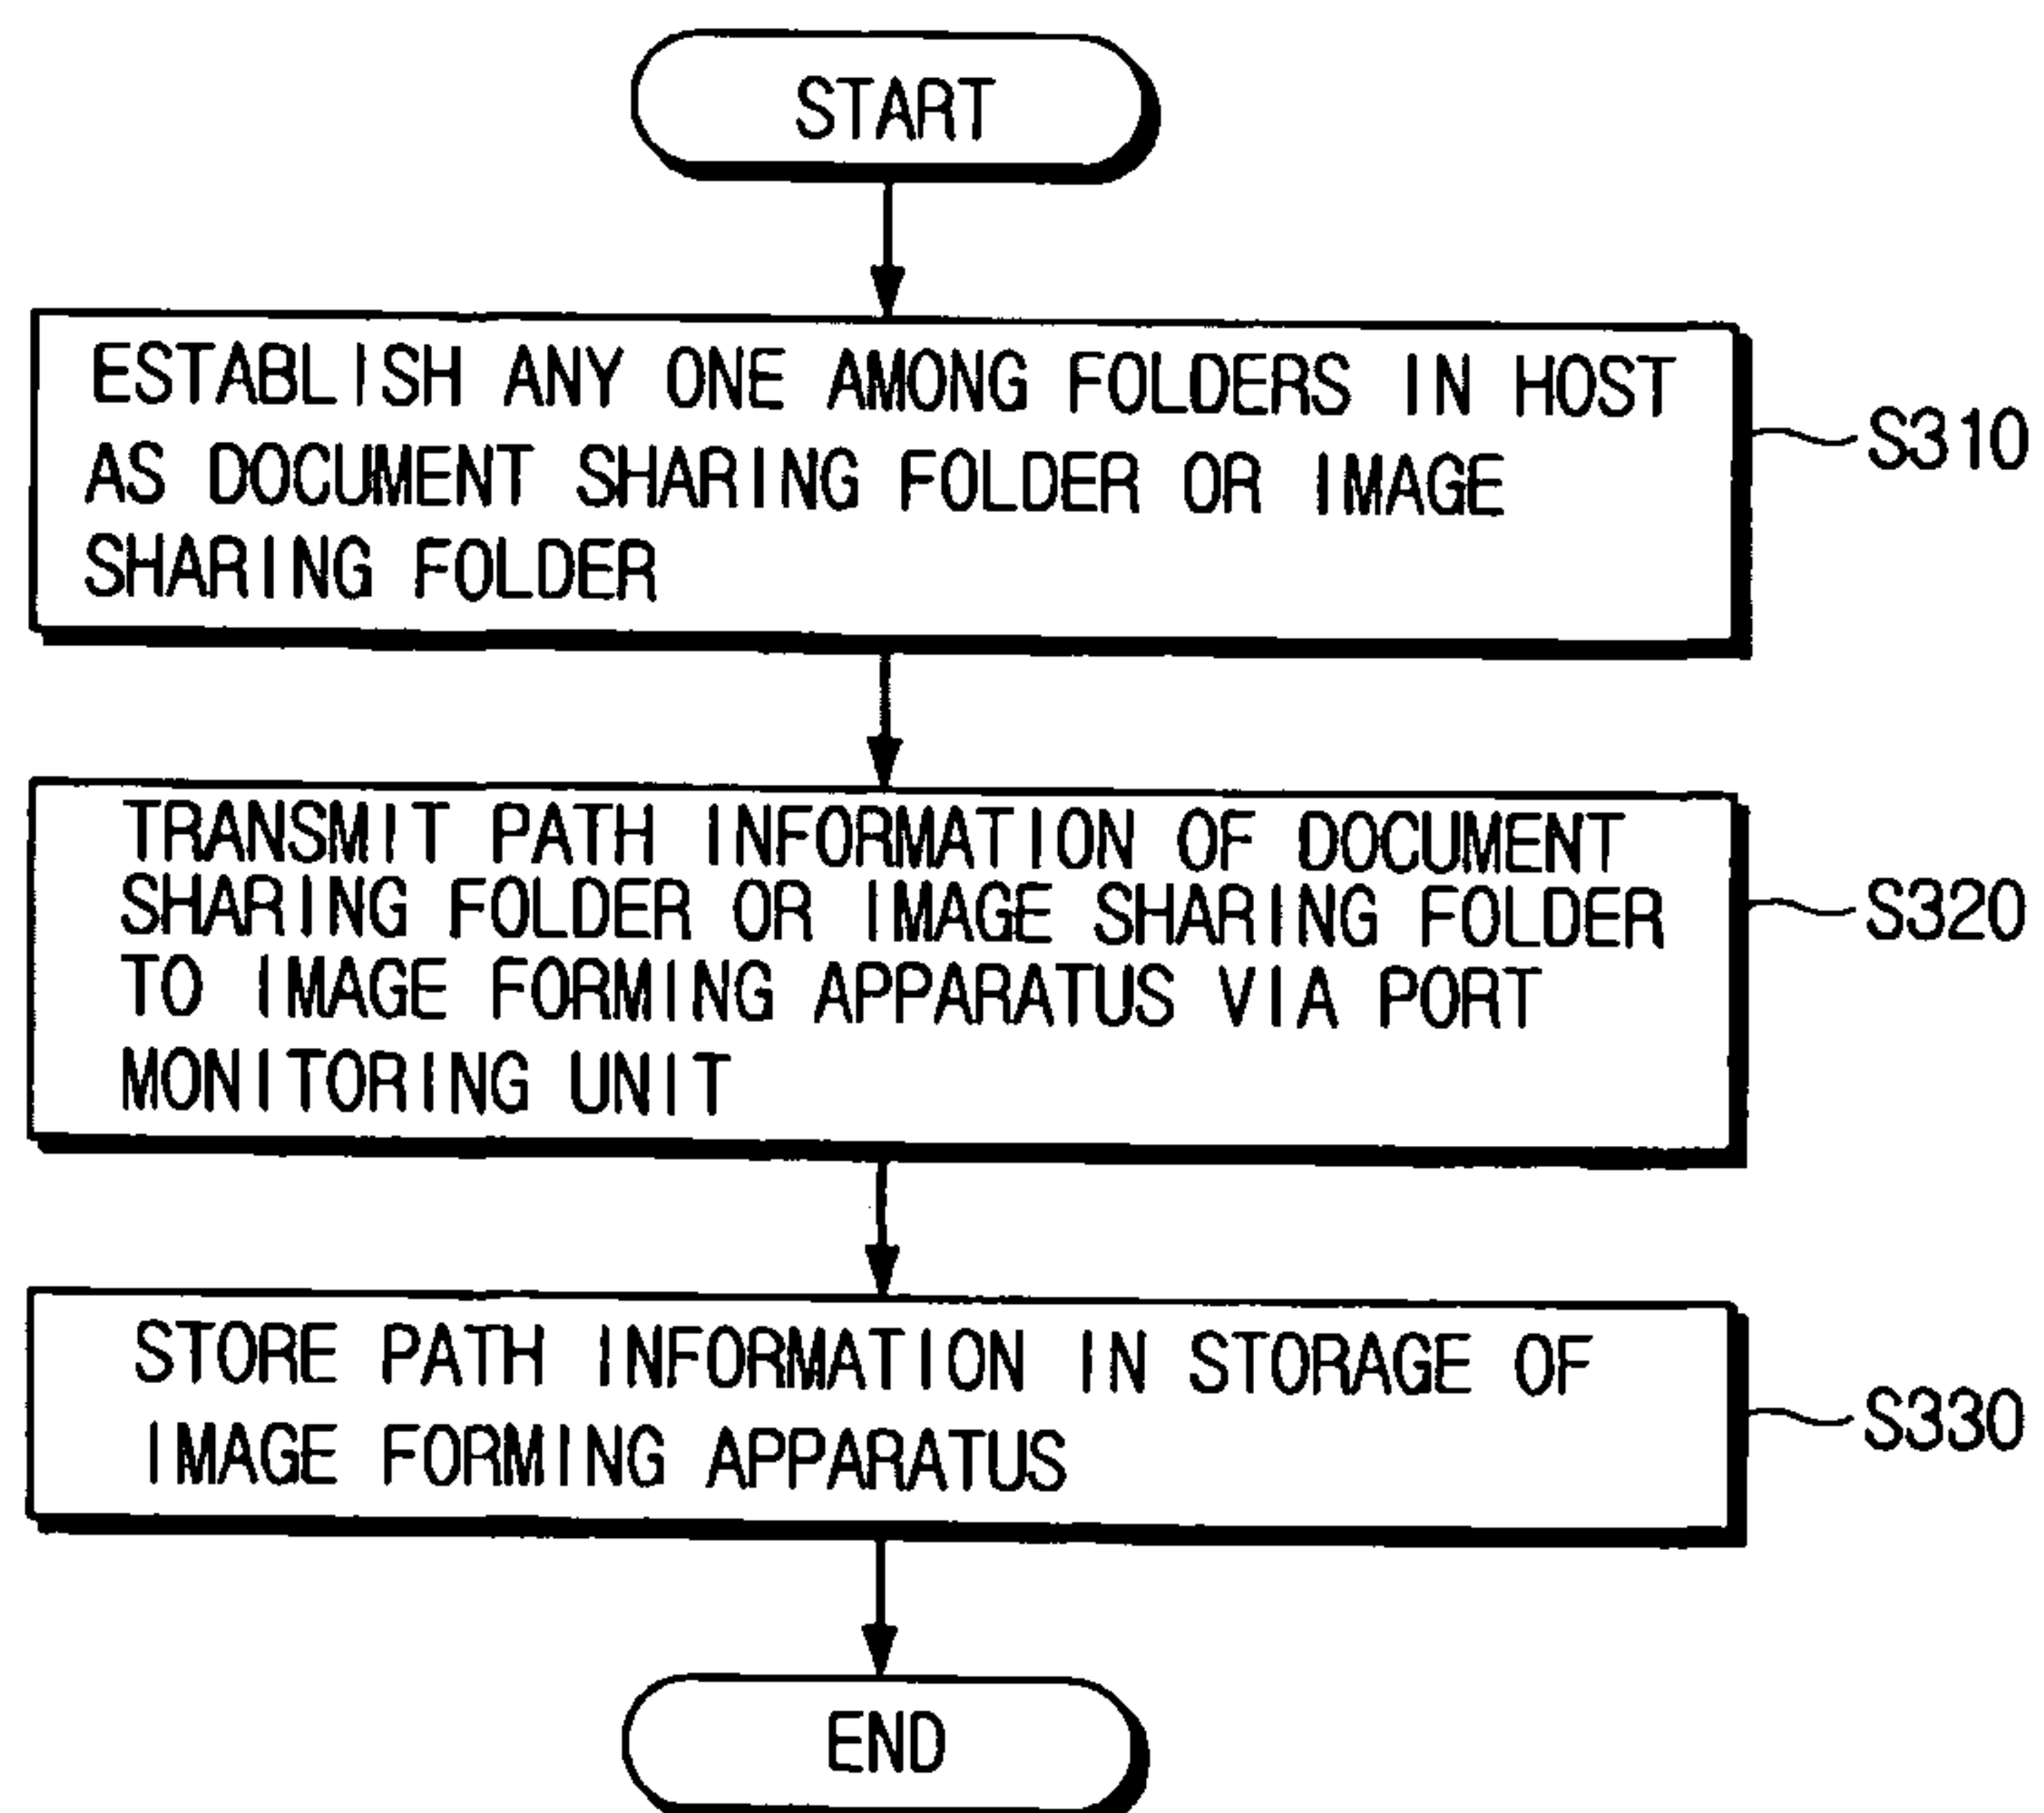 START
ESTABLISH ANY ONE AMONG FOLDERS IN HOST
AS DOCUMENT SHARING FOLDER OR IMAGE
SHARING FOLDER
S310
TRANSMIT PATH INFORMATION OF DOCUMENT
SHARING FOLDER OR IMAGE SHARING FOLDER
TO IMAGE FORMING APPARATUS VIA PORT
MONITORING UNIT
S320
STORE PATH INFORMATION IN STORAGE OF
IMAGE FORMING APPARATUS
S330
END